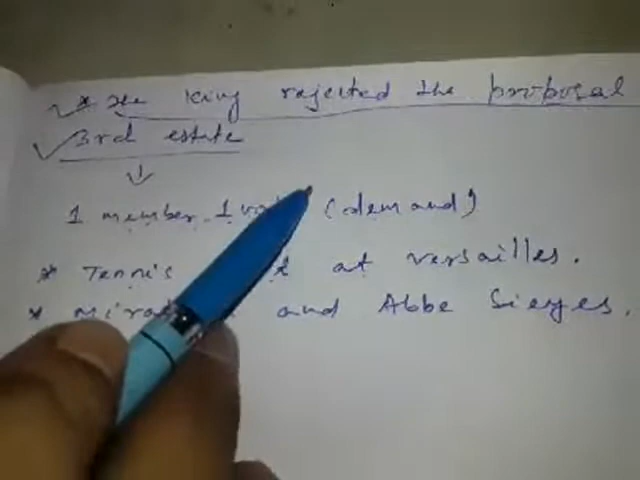 * The king rejected the proposal
3rd estate
1 member 1 (demand)
* Tennis at versailles.
* and Abbe Sieyes.